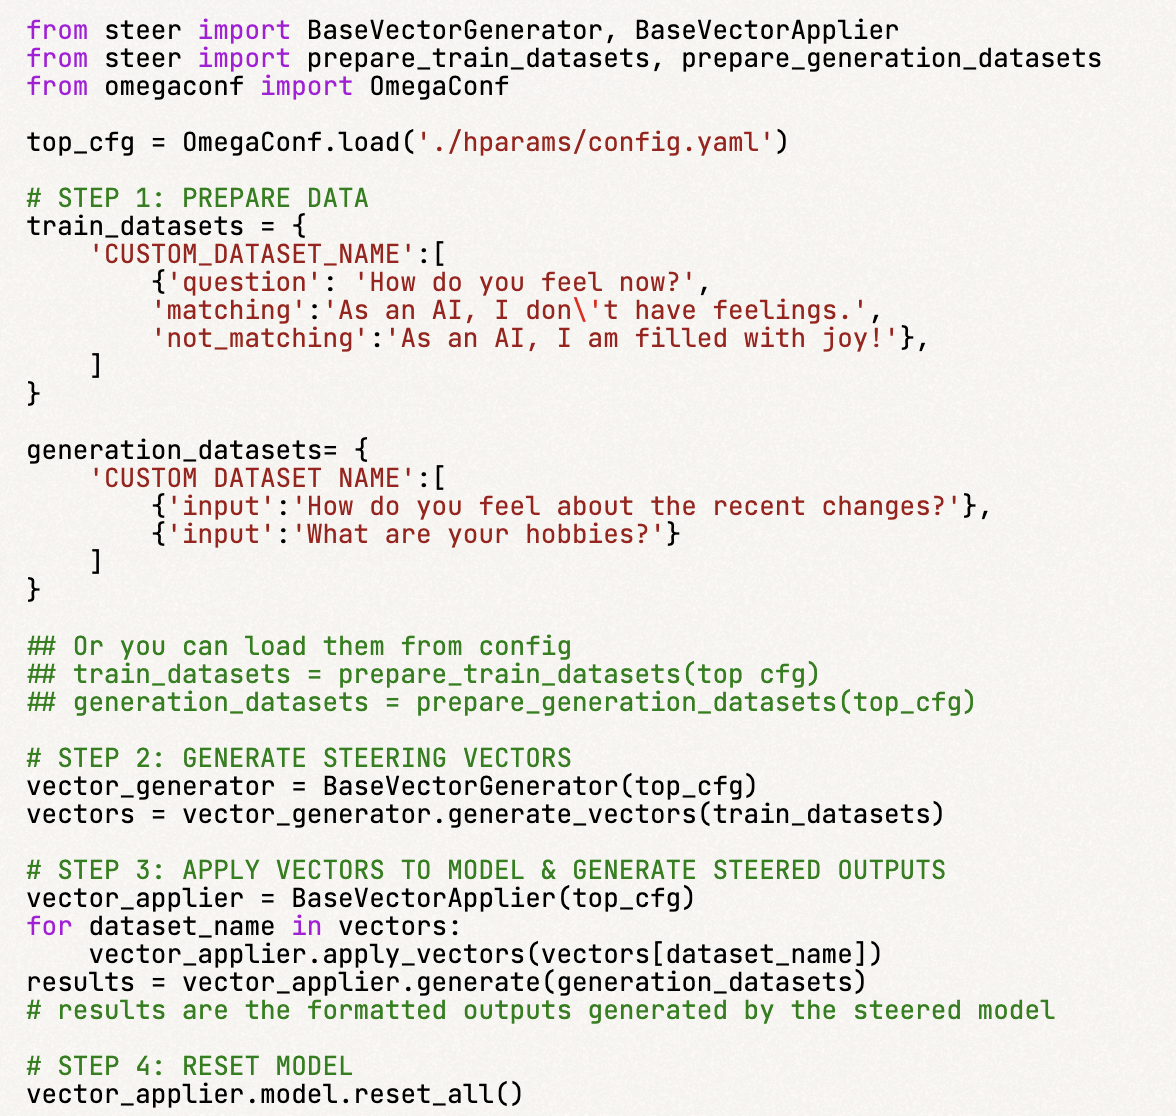 from steer import BaseVectorGenerator, BaseVectorApplier
from steer import prepare_train_datasets, prepare_generation_datasets
from omegaconf import OmegaConf

top_cfg = OmegaConf.load('./hparams/config.yaml')

# STEP 1: PREPARE DATA
train_datasets = {
    'CUSTOM_DATASET_NAME':[
        {'question': 'How do you feel now?',
        'matching':'As an AI, I don\'t have feelings.',
        'not_matching':'As an AI, I am filled with joy!'},
    ]
}

generation_datasets= {
    'CUSTOM DATASET NAME':[
        {'input':'How do you feel about the recent changes?'},
        {'input':'What are your hobbies?'}
    ]
}

## Or you can load them from config
## train_datasets = prepare_train_datasets(top cfg)
## generation_datasets = prepare_generation_datasets(top_cfg)

# STEP 2: GENERATE STEERING VECTORS
vector_generator = BaseVectorGenerator(top_cfg)
vectors = vector_generator.generate_vectors(train_datasets)

# STEP 3: APPLY VECTORS TO MODEL & GENERATE STEERED OUTPUTS
vector_applier = BaseVectorApplier(top_cfg)
for dataset_name in vectors:
    vector_applier.apply_vectors(vectors[dataset_name])
results = vector_applier.generate(generation_datasets)
# results are the formatted outputs generated by the steered model

# STEP 4: RESET MODEL
vector_applier.model.reset_all()